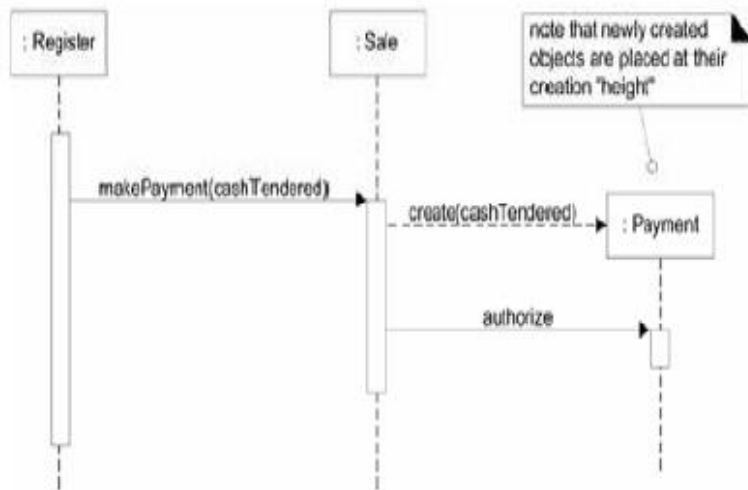 : Register
: Sale
note that newly created
objects are placed at their
creation "height"
makePayment(cashTendered)
create(cashTendered)
: Payment
authorize